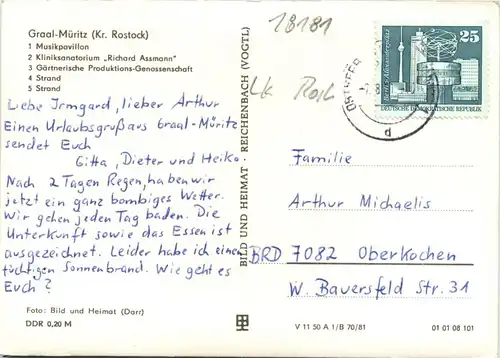 Graal-Müritz (Kr. Rostock)
1 Musikpavillon
2 Kliniksanatorium „Richard Assmann"
3 Gärtnerische Produktions-Genossenschaft
4 Strand
5 Strand
Liebe Irmgard, lieber Arthur
Einen Urlaubsgruß aus Graal-Müritz
sendet Euch
Gitta, Dieter und Heiko.
Nach 2 Tagen Regen, haben wir
jetzt ein ganz bombiges Wetter.
Wir gehen jeden Tag baden. Die
Unterkunft sowie das Essen ist
ausgezeichnet. Leider habe ich einen
tüchtigen Sonnenbrand. Wie geht es
Euch?
Foto: Bild und Heimat (Darr)
DDR 0,20 M
BILD UND HEIMAT REICHENBACH (VOGTL)
V 11 50 A 1/B 70/81
01 01 08 101
18181
Lk Rost
25
Berlin, Alexanderplatz
DEUTSCHE DEMOKRATISCHE REPUBLIK
d
Familie
Arthur Michaelis
BRD 7082 Oberkochen
W. Bauersfeld Str. 31